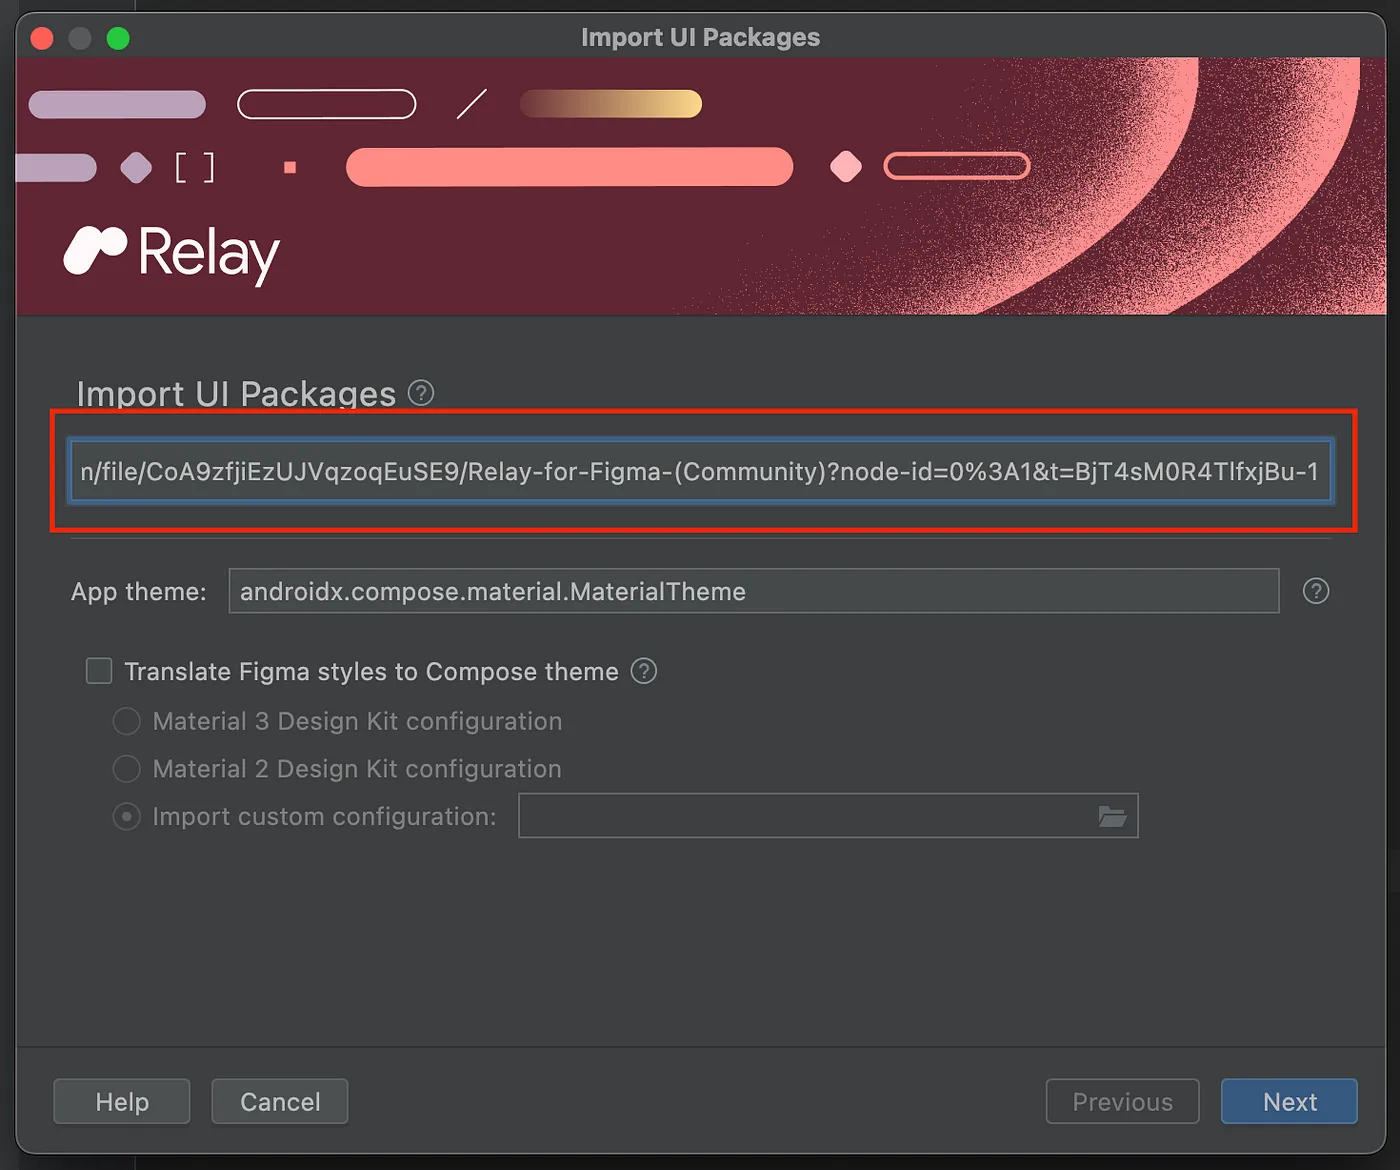 Import UI Packages
[ ]
Relay
Import UI Packages ?
n/file/CoA9zfjiEzUJVqzoqEuSE9/Relay-for-Figma-(Community)?node-id=0%3A1&t=BjT4sM0R4TlfxjBu-1
App theme: androidx.compose.material.MaterialTheme ?
Translate Figma styles to Compose theme ?
Material 3 Design Kit configuration
Material 2 Design Kit configuration
Import custom configuration:
Help Cancel Previous Next